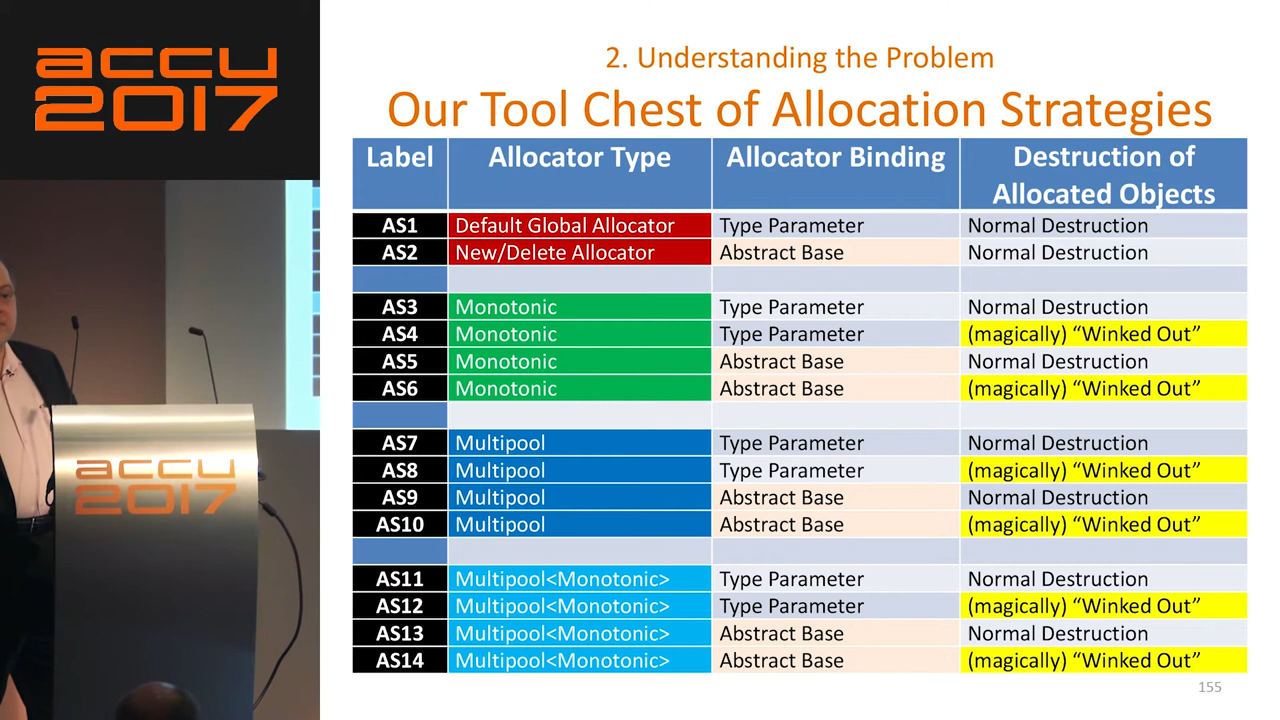 accu
2017
accu
2017
2. Understanding the Problem
Our Tool Chest of Allocation Strategies
Label Allocator Type Allocator Binding Destruction of Allocated Objects
AS1 Default Global Allocator Type Parameter Normal Destruction
AS2 New/Delete Allocator Abstract Base Normal Destruction
AS3 Monotonic Type Parameter Normal Destruction
AS4 Monotonic Type Parameter (magically) “Winked Out”
AS5 Monotonic Abstract Base Normal Destruction
AS6 Monotonic Abstract Base (magically) “Winked Out”
AS7 Multipool Type Parameter Normal Destruction
AS8 Multipool Type Parameter (magically) “Winked Out”
AS9 Multipool Abstract Base Normal Destruction
AS10 Multipool Abstract Base (magically) “Winked Out”
AS11 Multipool<Monotonic> Type Parameter Normal Destruction
AS12 Multipool<Monotonic> Type Parameter (magically) “Winked Out”
AS13 Multipool<Monotonic> Abstract Base Normal Destruction
AS14 Multipool<Monotonic> Abstract Base (magically) “Winked Out”
155